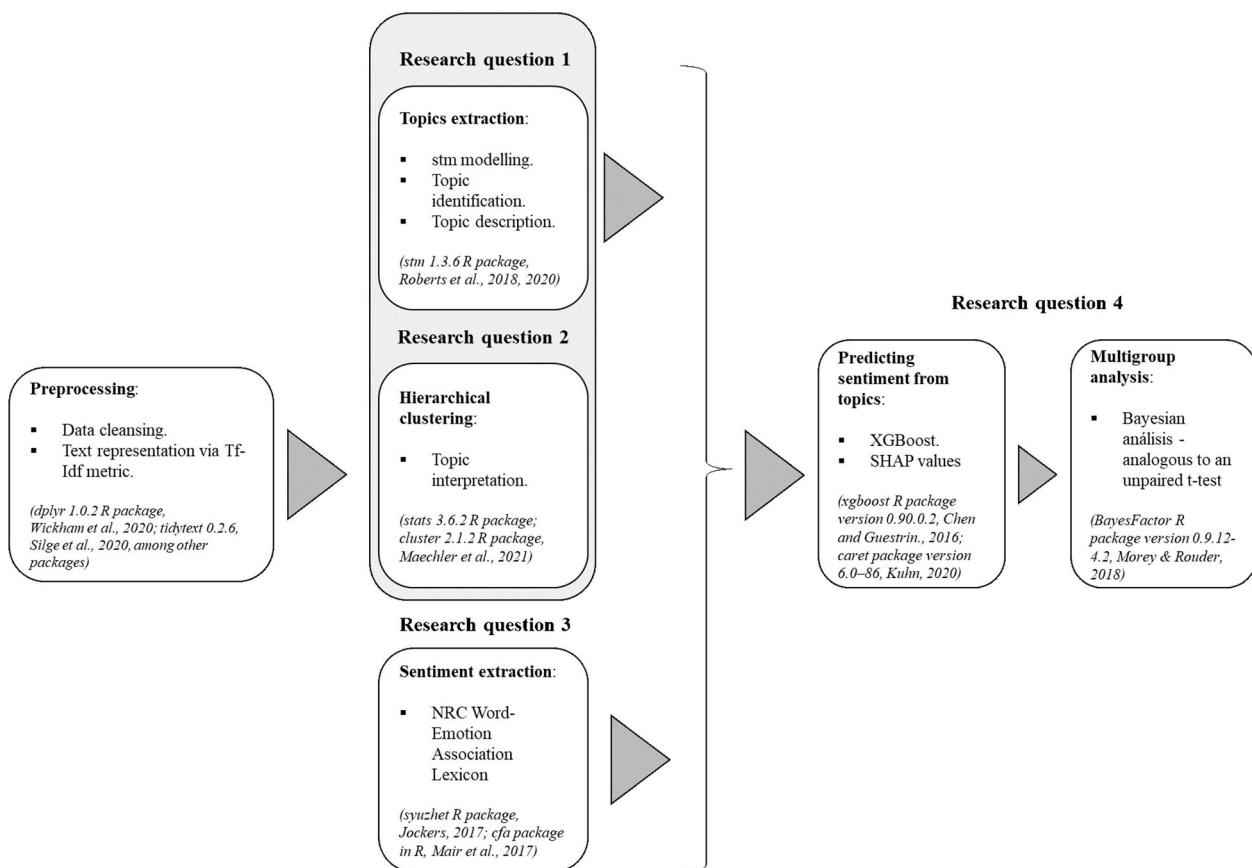 Preprocessing:
▪ Data cleansing.
▪ Text representation via Tf-
Idf metric.
(dplyr 1.0.2 R package,
Wickham et al., 2020; tidytext 0.2.6,
Silge et al., 2020, among other
packages)
Research question 1
Topics extraction:
▪ stm modelling.
▪ Topic
identification.
▪ Topic description.
(stm 1.3.6 R package,
Roberts et al., 2018, 2020)
Research question 2
Hierarchical
clustering:
▪ Topic
interpretation.
(stats 3.6.2 R package;
cluster 2.1.2 R package,
Maechler et al., 2021)
Research question 3
Sentiment extraction:
▪ NRC Word-
Emotion
Association
Lexicon
(syuzhet R package,
Jockers, 2017; cfa package
in R, Mair et al., 2017)
Research question 4
Predicting
sentiment from
topics:
▪ XGBoost.
▪ SHAP values
(xgboost R package
version 0.90.0.2, Chen
and Guestrin., 2016;
caret package version
6.0–86, Kuhn, 2020)
Multigroup
analysis:
▪ Bayesian
análisis -
analogous to an
unpaired t-test
(BayesFactor R
package version 0.9.12-
4.2, Morey & Rouder,
2018)